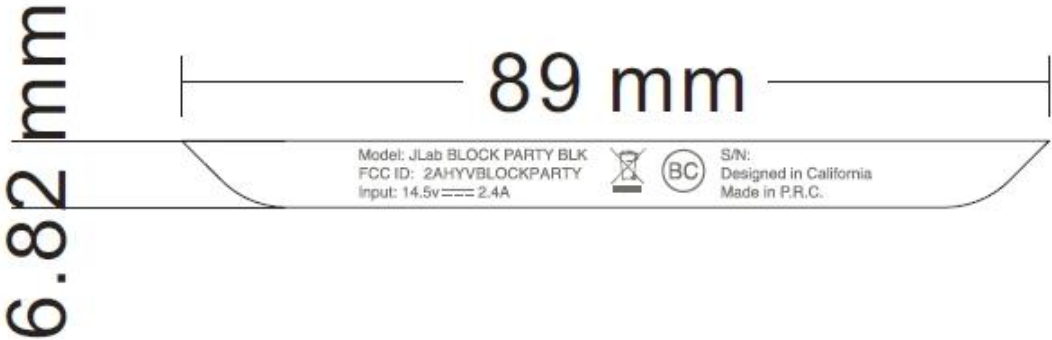 6.82 mm
89 mm
Model: JLab BLOCK PARTY BLK
FCC ID: 2AHYVBLOCKPARTY
Input: 14.5v 2.4A
BC
S/N:
Designed in California
Made in P.R.C.